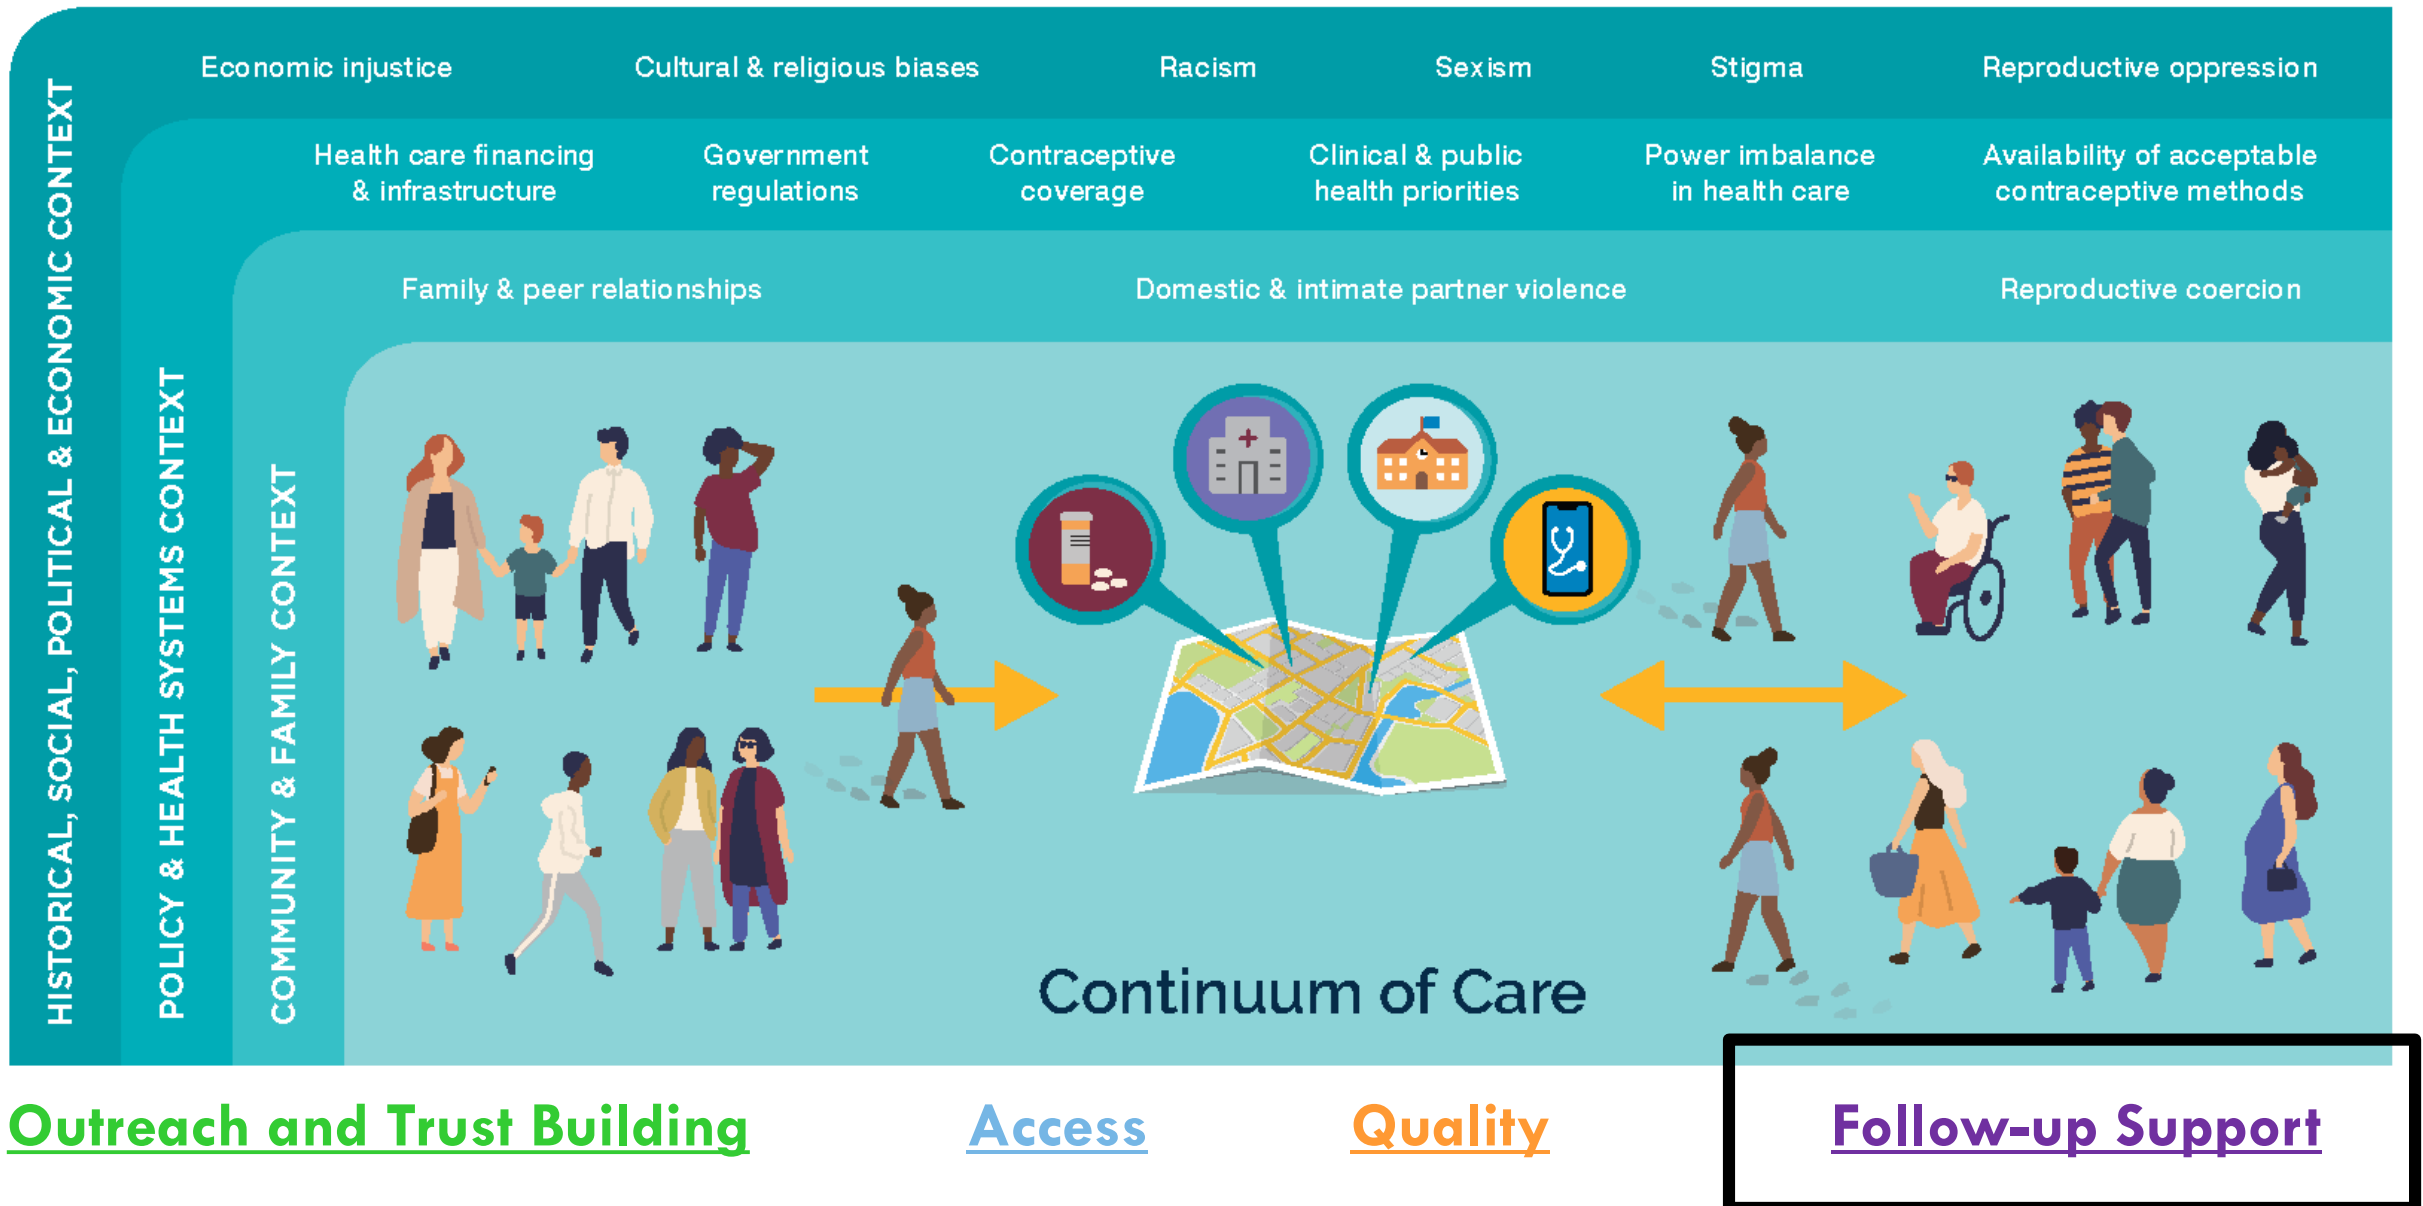 HISTORICAL, SOCIAL, POLITICAL & ECONOMIC CONTEXT
Economic injustice
Cultural & religious biases
Racism
Sexism
Stigma
Reproductive oppression
POLICY & HEALTH SYSTEMS CONTEXT
Health care financing
& infrastructure
Government
regulations
Contraceptive
coverage
Clinical & public
health priorities
Power imbalance
in health care
Availability of acceptable
contraceptive methods
COMMUNITY & FAMILY CONTEXT
Family & peer relationships
Domestic & intimate partner violence
Reproductive coercion
Continuum of Care
Outreach and Trust Building
Access
Quality
Follow-up Support